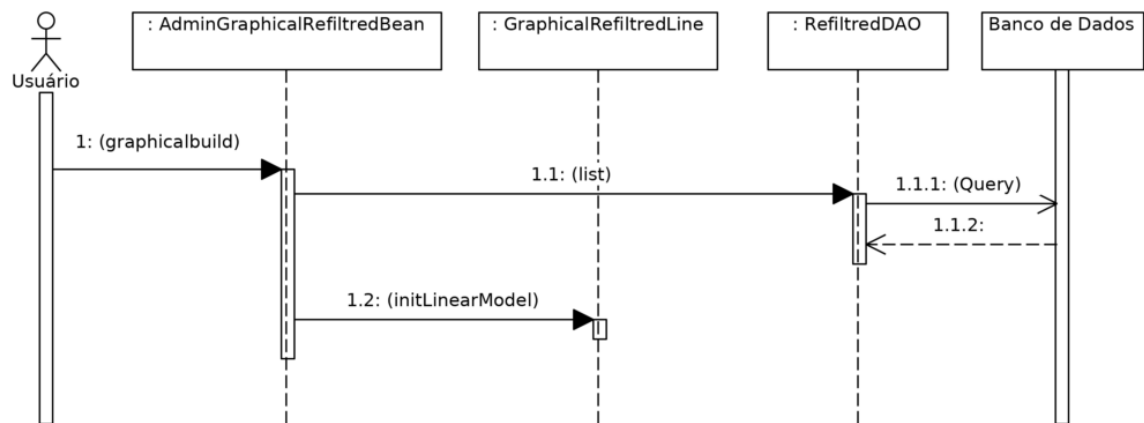 : AdminGraphicalRefiltredBean
: GraphicalRefiltredLine
: RefiltredDAO
Banco de Dados
Usuário
1: (graphicalbuild)
1.1: (list)
1.1.1: (Query)
1.1.2:
1.2: (initLinearModel)